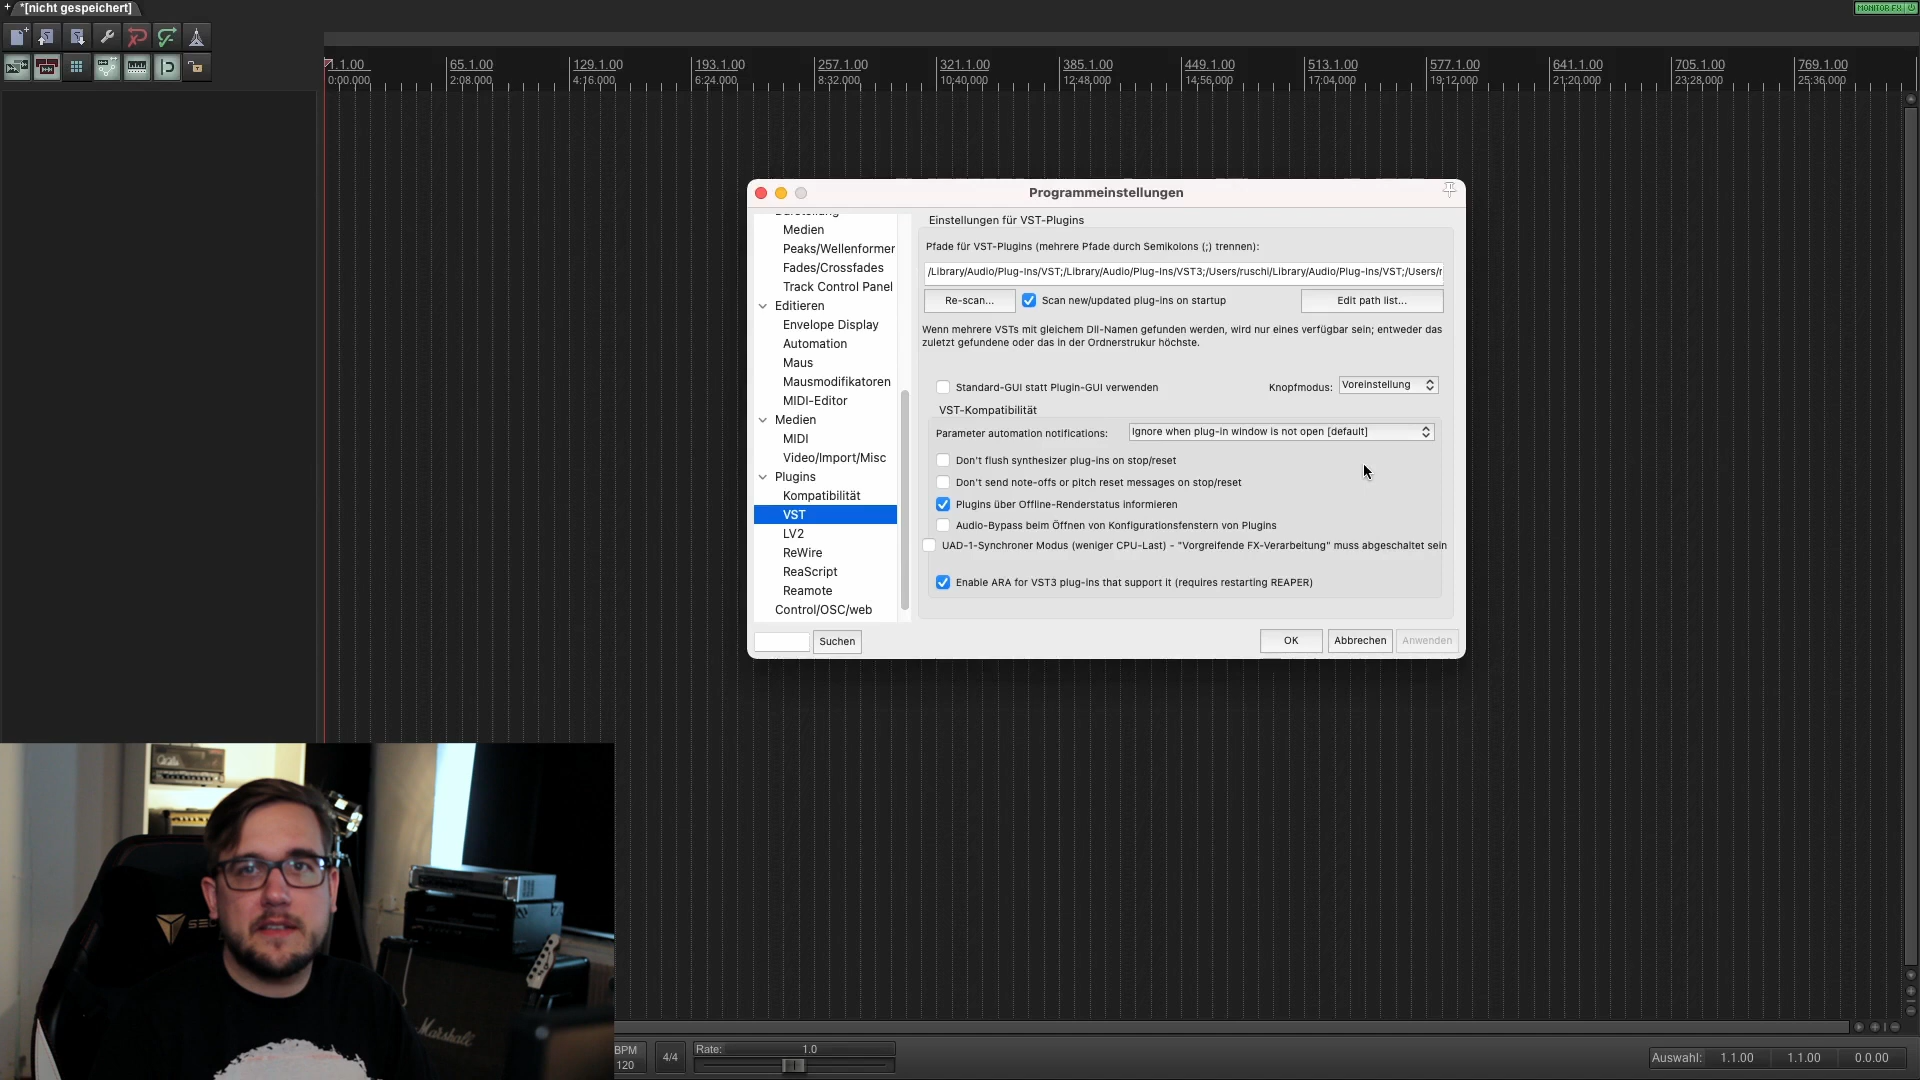 *[nicht gespeichert]
MONITOR FX
1.1.00 65.1.00 129.1.00 193.1.00 257.1.00 321.1.00 385.1.00 449.1.00 513.1.00 577.1.00 641.1.00 705.1.00 769.1.00
0:00.000 2:08.000 4:16.000 6:24.000 8:32.000 10:40.000 12:48.000 14:56.000 17:04.000 19:12.000 21:20.000 23:28.000 25:36.000
Programmeinstellungen
Medien
Peaks/Wellenformer
Fades/Crossfades
Track Control Panel
Editieren
Envelope Display
Automation
Maus
Mausmodifikatoren
MIDI-Editor
Medien
MIDI
Video/Import/Misc
Plugins
Kompatibilität
VST
LV2
ReWire
ReaScript
Reamote
Control/OSC/web
Suchen
Einstellungen für VST-Plugins
Pfade für VST-Plugins (mehrere Pfade durch Semikolons (;) trennen):
/Library/Audio/Plug-Ins/VST;/Library/Audio/Plug-Ins/VST3;/Users/ruschi/Library/Audio/Plug-Ins/VST;/Users/r
Re-scan... Scan new/updated plug-ins on startup Edit path list...
Wenn mehrere VSTs mit gleichem Dll-Namen gefunden werden, wird nur eines verfügbar sein; entweder das
zuletzt gefundene oder das in der Ordnerstrukur höchste.
Standard-GUI statt Plugin-GUI verwenden Knopfmodus: Voreinstellung
VST-Kompatibilität
Parameter automation notifications: Ignore when plug-in window is not open [default]
Don't flush synthesizer plug-ins on stop/reset
Don't send note-offs or pitch reset messages on stop/reset
Plugins über Offline-Renderstatus informieren
Audio-Bypass beim Öffnen von Konfigurationsfenstern von Plugins
UAD-1-Synchroner Modus (weniger CPU-Last) - "Vorgreifende FX-Verarbeitung" muss abgeschaltet sein
Enable ARA for VST3 plug-ins that support it (requires restarting REAPER)
OK Abbrechen Anwenden
Marshall
BPM
120
4/4
Rate: 1.0
Auswahl: 1.1.00 1.1.00 0.0.00